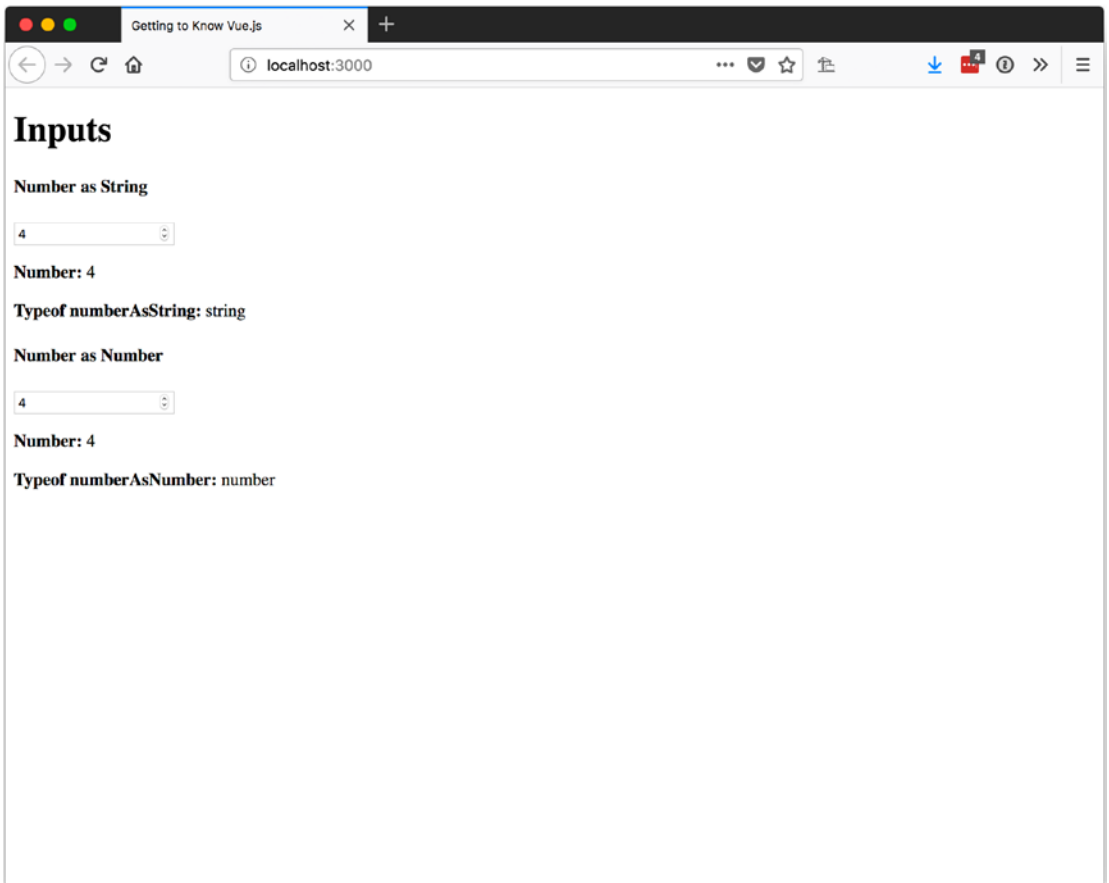 Getting to Know Vue.js
localhost:3000
4
Inputs
Number as String
4
Number: 4
Typeof numberAsString: string
Number as Number
4
Number: 4
Typeof numberAsNumber: number